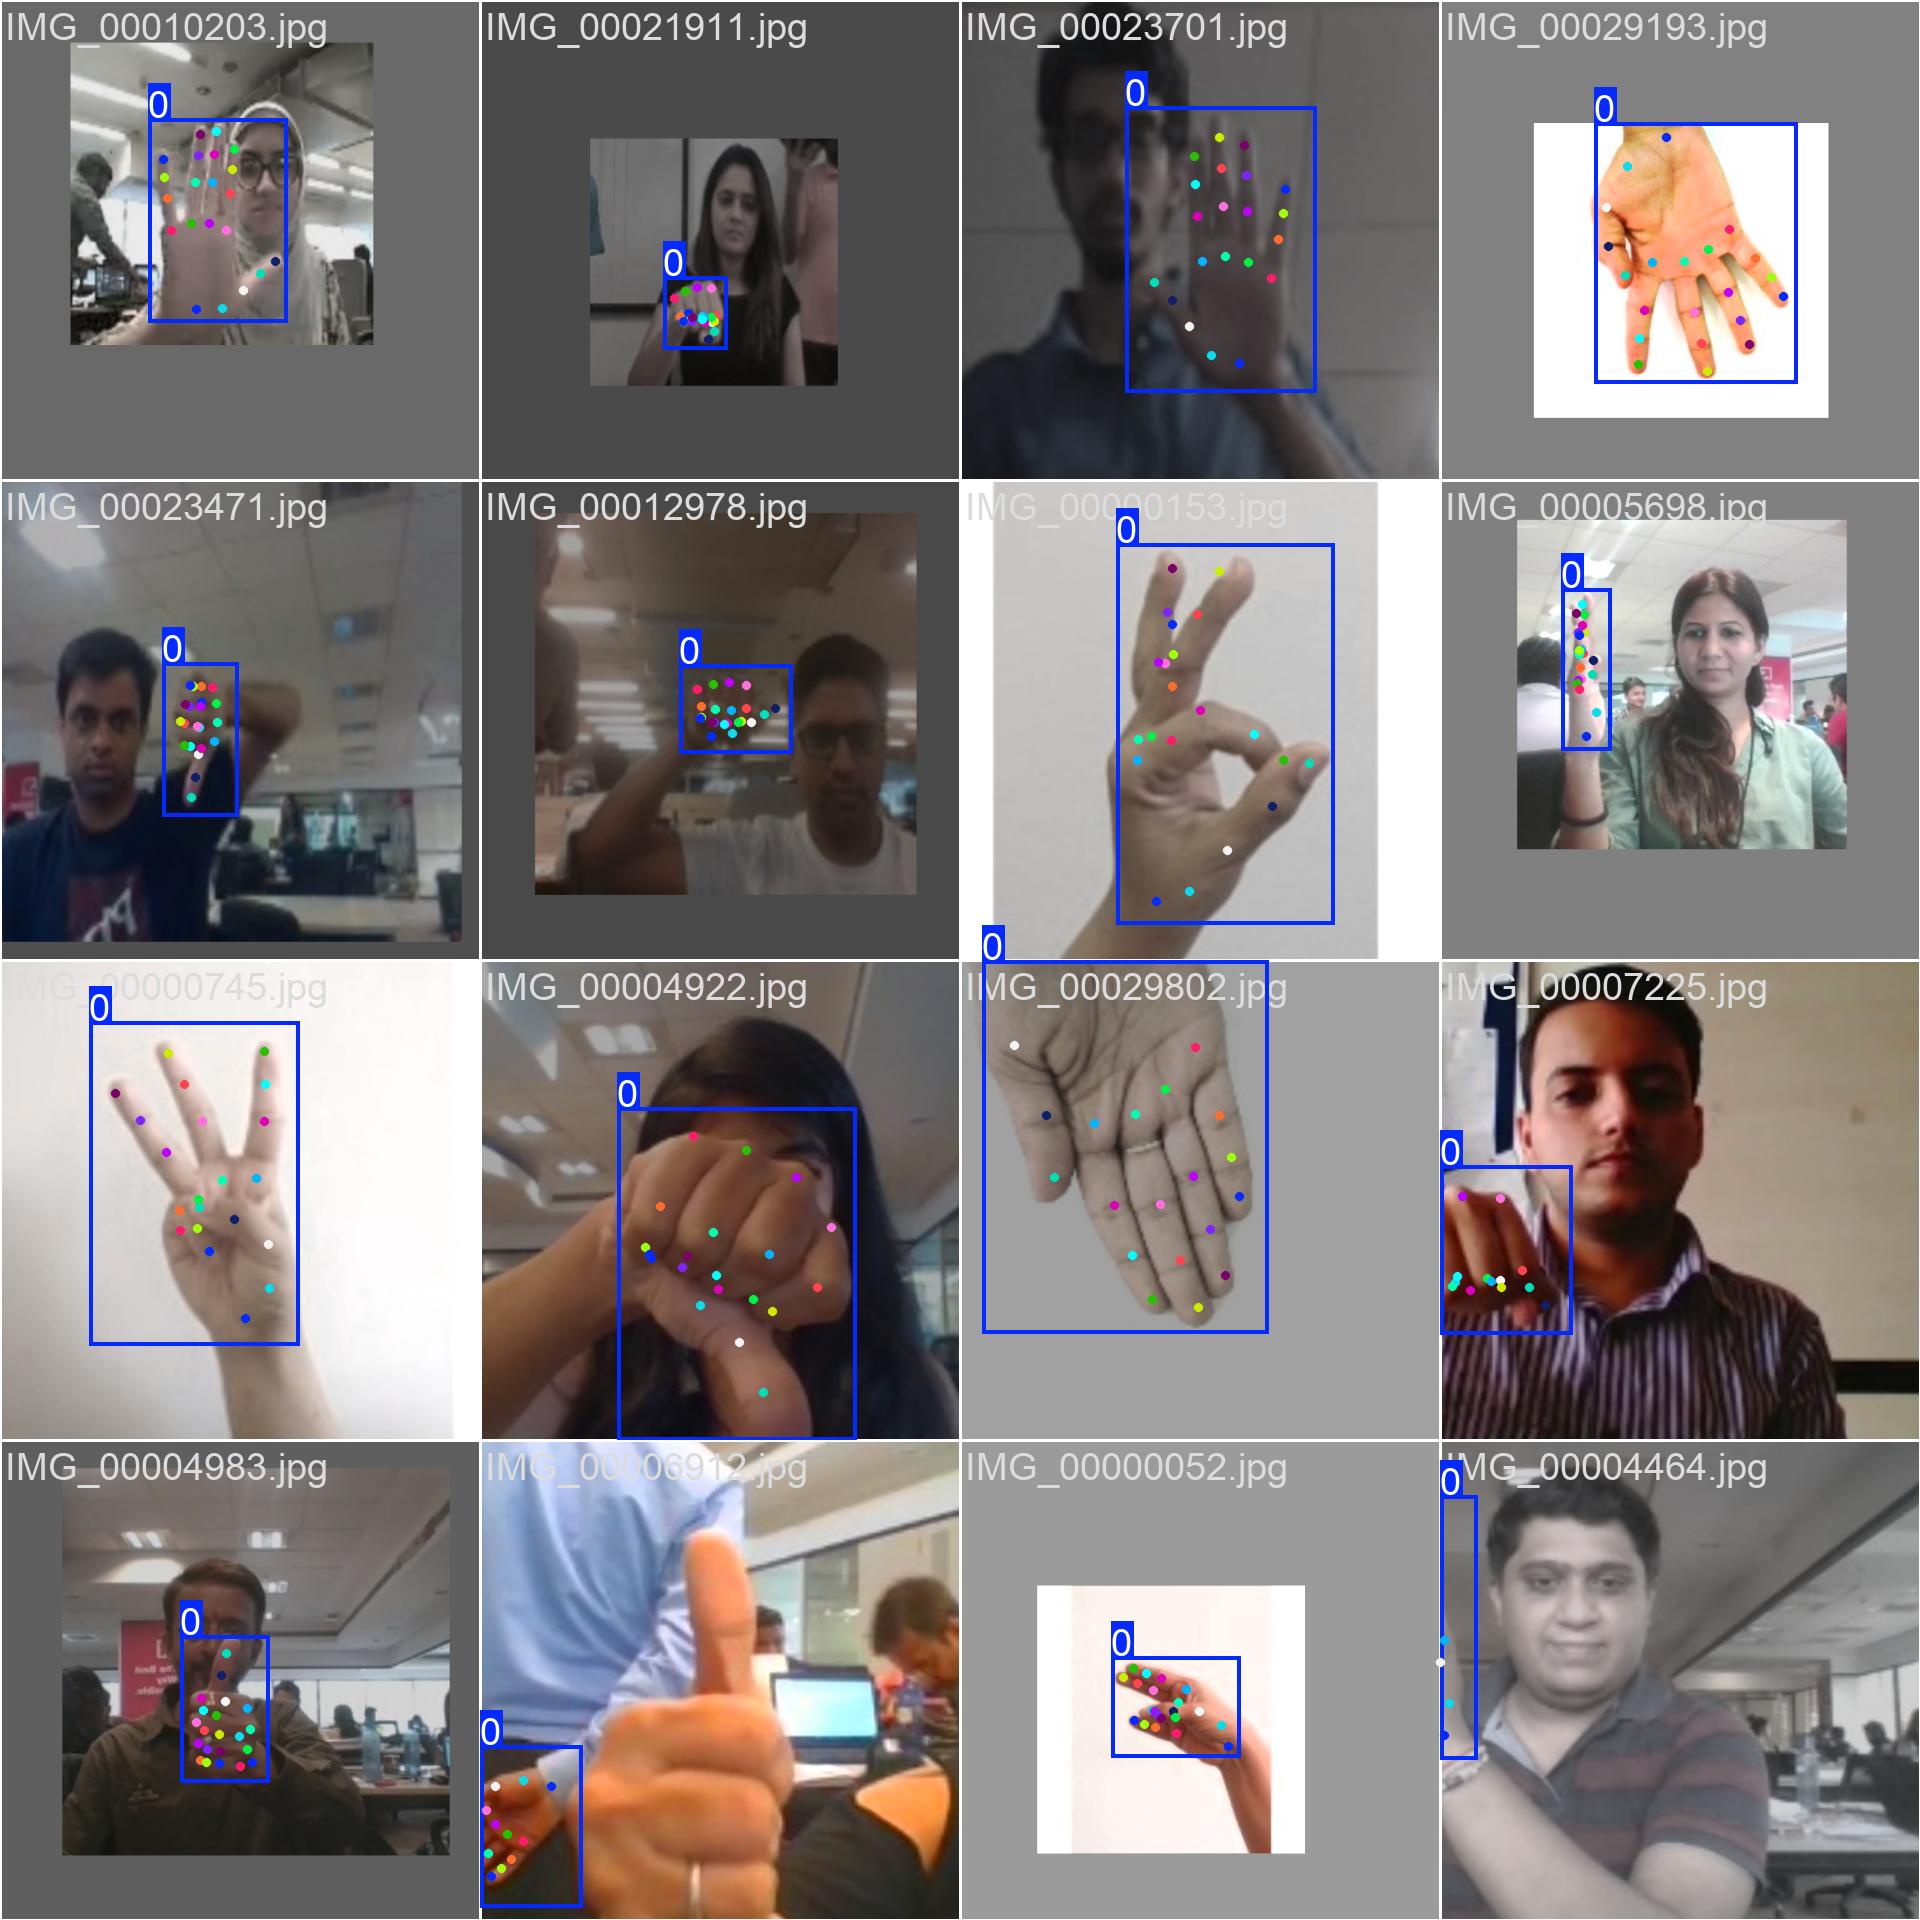 IMG_00010203.jpg
IMG_00021911.jpg
IMG_00023701.jpg
IMG_00029193.jpg
0
0
0
0
IMG_00023471.jpg
IMG_00012978.jpg
IMG_00000153.jpg
IMG_00005698.jpg
0
0
0
0
IMG_00000745.jpg
IMG_00004922.jpg
IMG_00029802.jpg
IMG_00007225.jpg
0
0
0
0
IMG_00004983.jpg
IMG_00006912.jpg
IMG_00000052.jpg
IMG_00004464.jpg
0
0
0
0